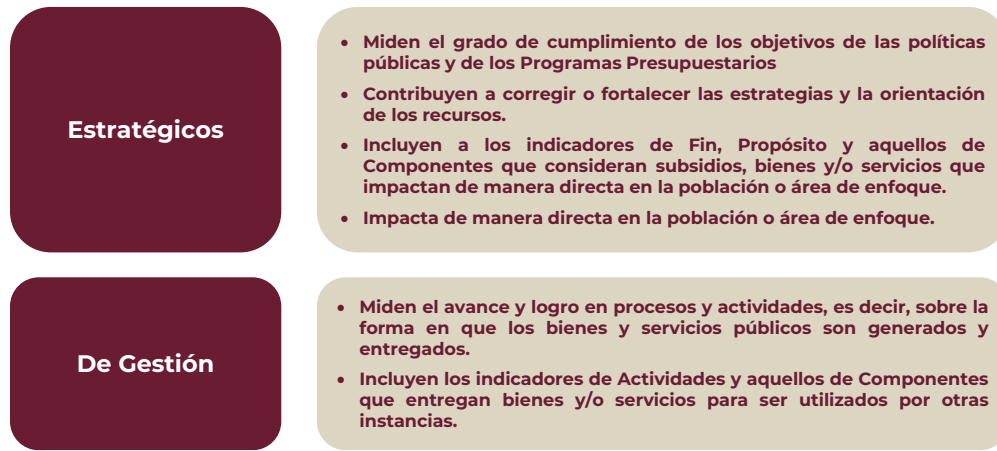 Estratégicos
• Miden el grado de cumplimiento de los objetivos de las políticas
públicas y de los Programas Presupuestarios
• Contribuyen a corregir o fortalecer las estrategias y la orientación
de los recursos.
• Incluyen a los indicadores de Fin, Propósito y aquellos de
Componentes que consideran subsidios, bienes y/o servicios que
impactan de manera directa en la población o área de enfoque.
• Impacta de manera directa en la población o área de enfoque.
De Gestión
• Miden el avance y logro en procesos y actividades, es decir, sobre la
forma en que los bienes y servicios públicos son generados y
entregados.
• Incluyen los indicadores de Actividades y aquellos de Componentes
que entregan bienes y/o servicios para ser utilizados por otras
instancias.